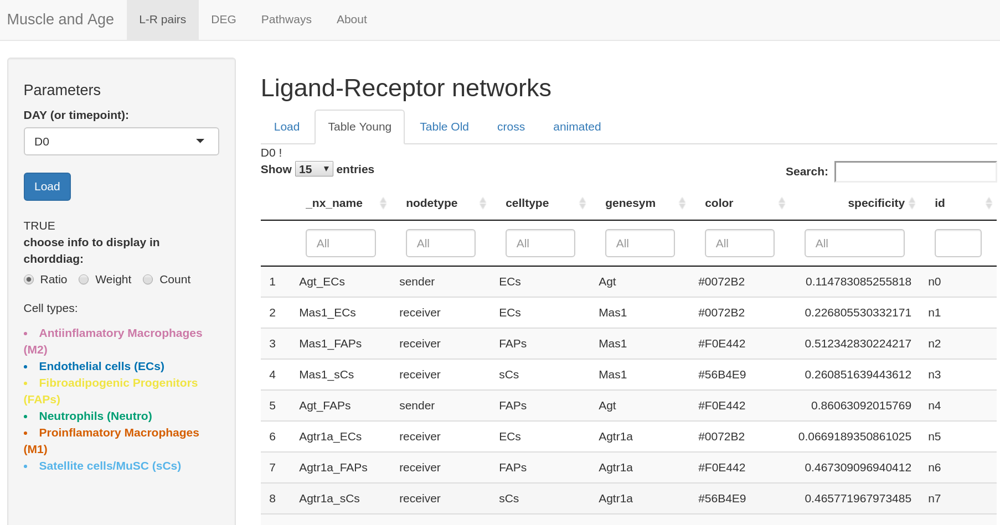 Muscle and Age L-R pairs DEG Pathways About
Parameters
DAY (or timepoint):
D0
Load
TRUE
choose info to display in
chorddiag:
Ratio Weight Count
Cell types:
• Antiinflamatory Macrophages
(M2)
• Endothelial cells (ECs)
• Fibroadipogenic Progenitors
(FAPs)
• Neutrophils (Neutro)
• Proinflamatory Macrophages
(M1)
• Satellite cells/MuSC (sCs)
Ligand-Receptor networks
Load Table Young Table Old cross animated
D0 !
Show 15 entries Search:
_nx_name nodetype celltype genesym color specificity id
All All All All All All
1 Agt_ECs sender ECs Agt #0072B2 0.114783085255818 n0
2 Mas1_ECs receiver ECs Mas1 #0072B2 0.226805530332171 n1
3 Mas1_FAPs receiver FAPs Mas1 #F0E442 0.512342830224217 n2
4 Mas1_sCs receiver sCs Mas1 #56B4E9 0.260851639443612 n3
5 Agt_FAPs sender FAPs Agt #F0E442 0.86063092015769 n4
6 Agtr1a_ECs receiver ECs Agtr1a #0072B2 0.0669189350861025 n5
7 Agtr1a_FAPs receiver FAPs Agtr1a #F0E442 0.467309096940412 n6
8 Agtr1a_sCs receiver sCs Agtr1a #56B4E9 0.465771967973485 n7